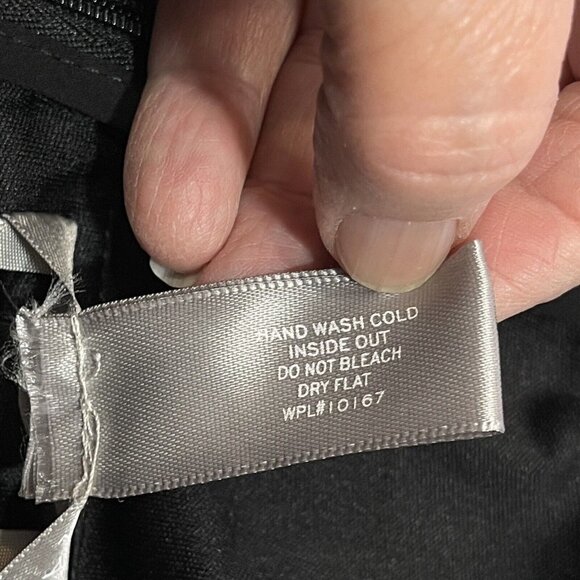 HAND WASH COLD
INSIDE OUT
DO NOT BLEACH
DRY FLAT
WPL#10167